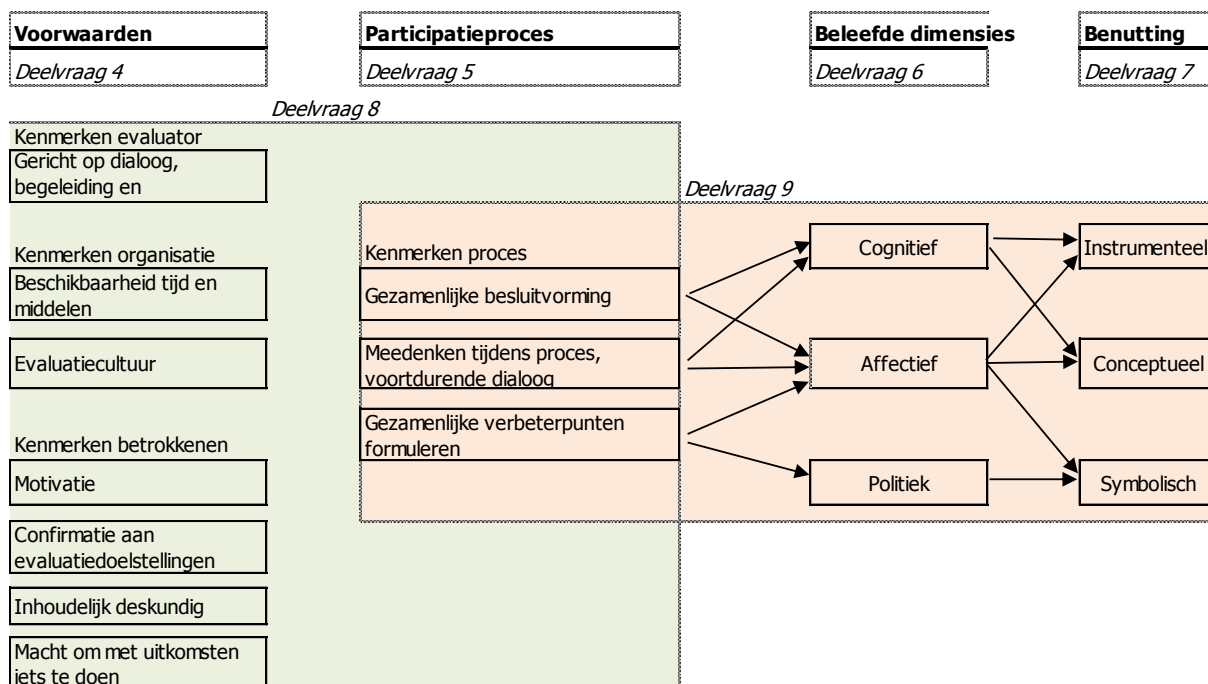 Voorwaarden
Deelvraag 4
Participatieproces
Deelvraag 5
Beleefde dimensies
Deelvraag 6
Benutting
Deelvraag 7
Deelvraag 8
Kenmerken evaluator
Gericht op dialoog,
begeleiding en
Deelvraag 9
Kenmerken organisatie
Beschikbaarheid tijd en
middelen
Evaluatiecultuur
Kenmerken betrokkenen
Motivatie
Confirmatie aan
evaluatiedoelstellingen
Inhoudelijk deskundig
Macht om met uitkomsten
iets te doen
Kenmerken proces
Gezamenlijke besluitvorming
Meedenken tijdens proces,
voortdurende dialoog
Gezamenlijke verbeterpunten
formuleren
Cognitief
Affectief
Politiek
Instrumenteel
Conceptueel
Symbolisch